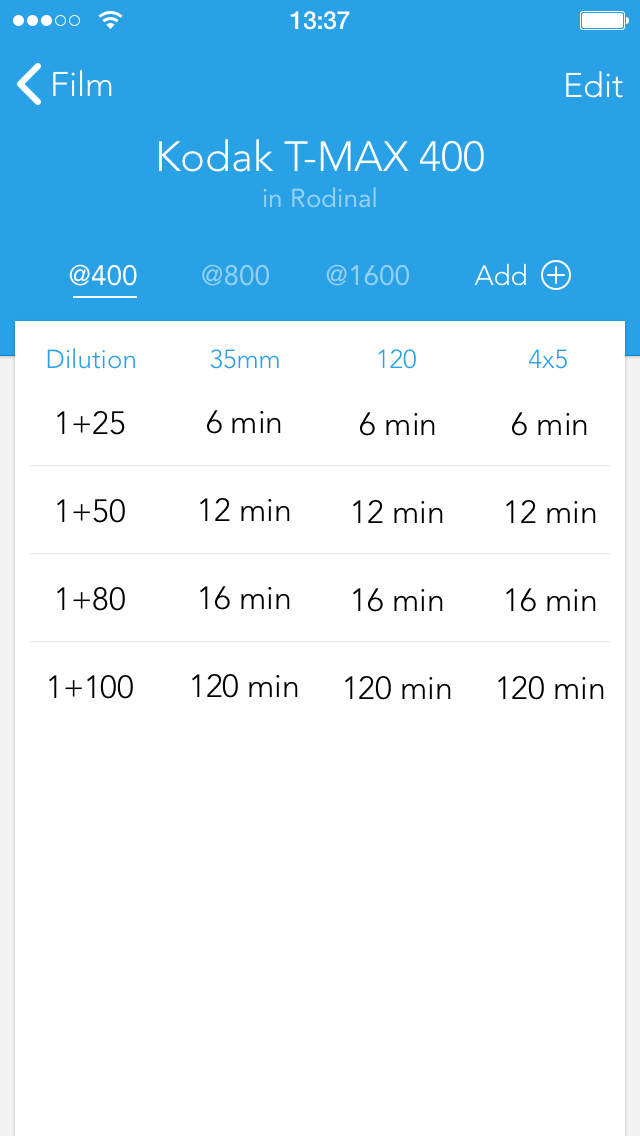 13:37
Film Edit
Kodak T-MAX 400
in Rodinal
@400 @800 @1600 Add
Dilution 35mm 120 4x5
1+25 6 min 6 min 6 min
1+50 12 min 12 min 12 min
1+80 16 min 16 min 16 min
1+100 120 min 120 min 120 min